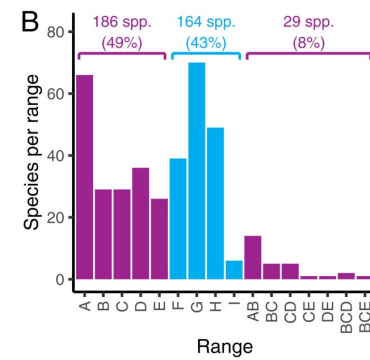 B
186 spp.
(49%)
164 spp.
(43%)
29 spp.
(8%)
Species per range
80
60
40
20
0
A B C D E F G H I AB BC CD CE DE BCD BCE
Range